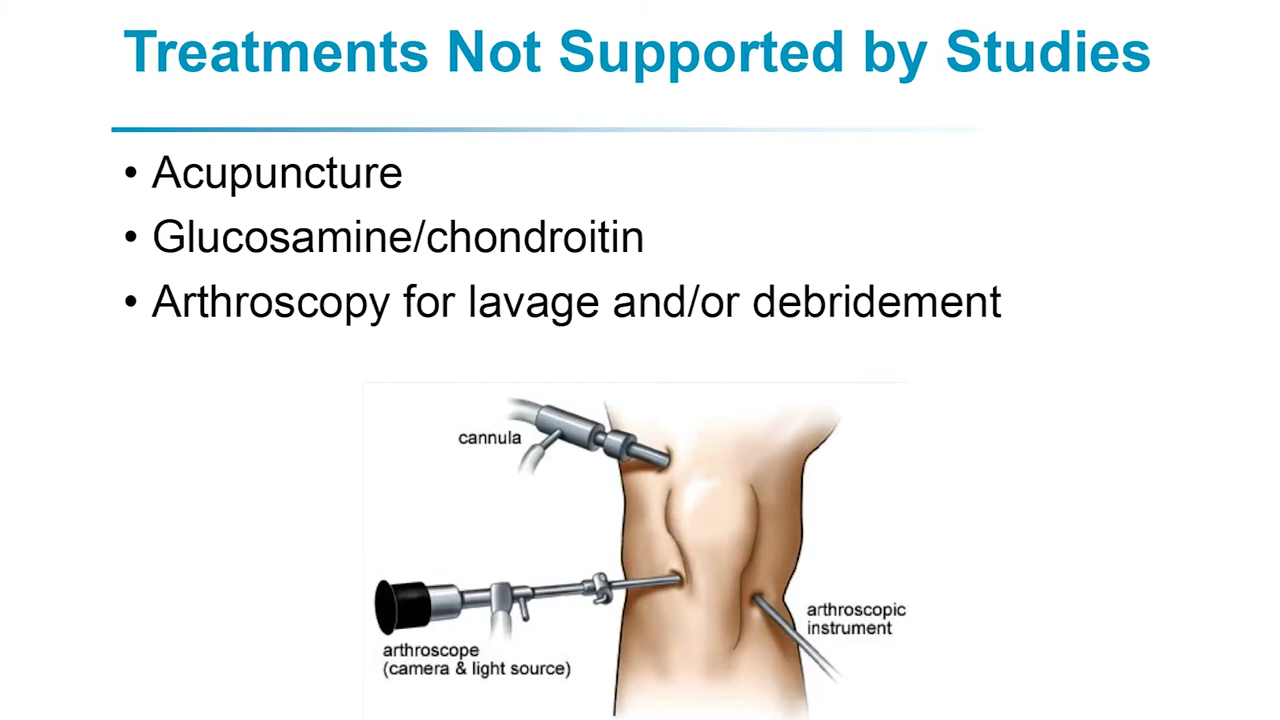 Treatments Not Supported by Studies
• Acupuncture
• Glucosamine/chondroitin
• Arthroscopy for lavage and/or debridement
cannula
arthroscope
(camera & light source)
arthroscopic
instrument